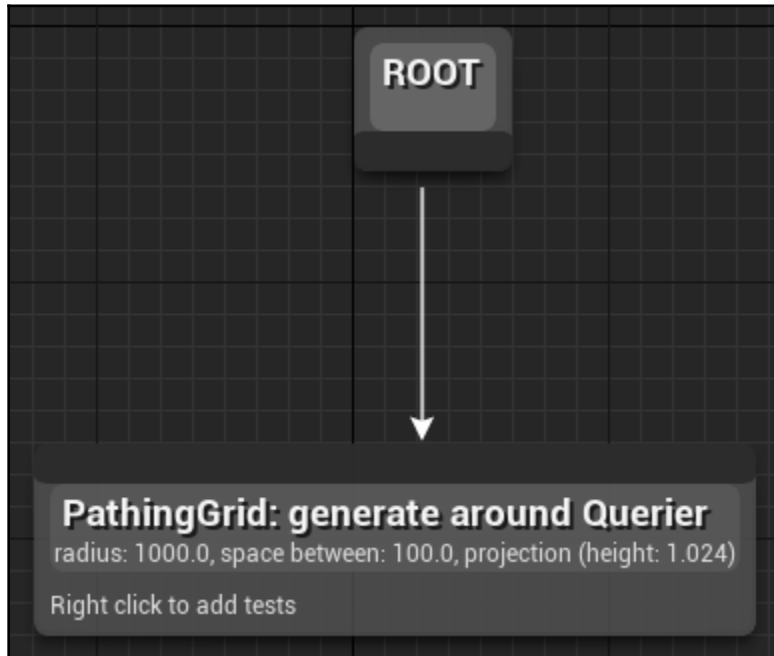 ROOT
PathingGrid: generate around Querier
radius: 1000.0, space between: 100.0, projection (height: 1.024)
Right click to add tests